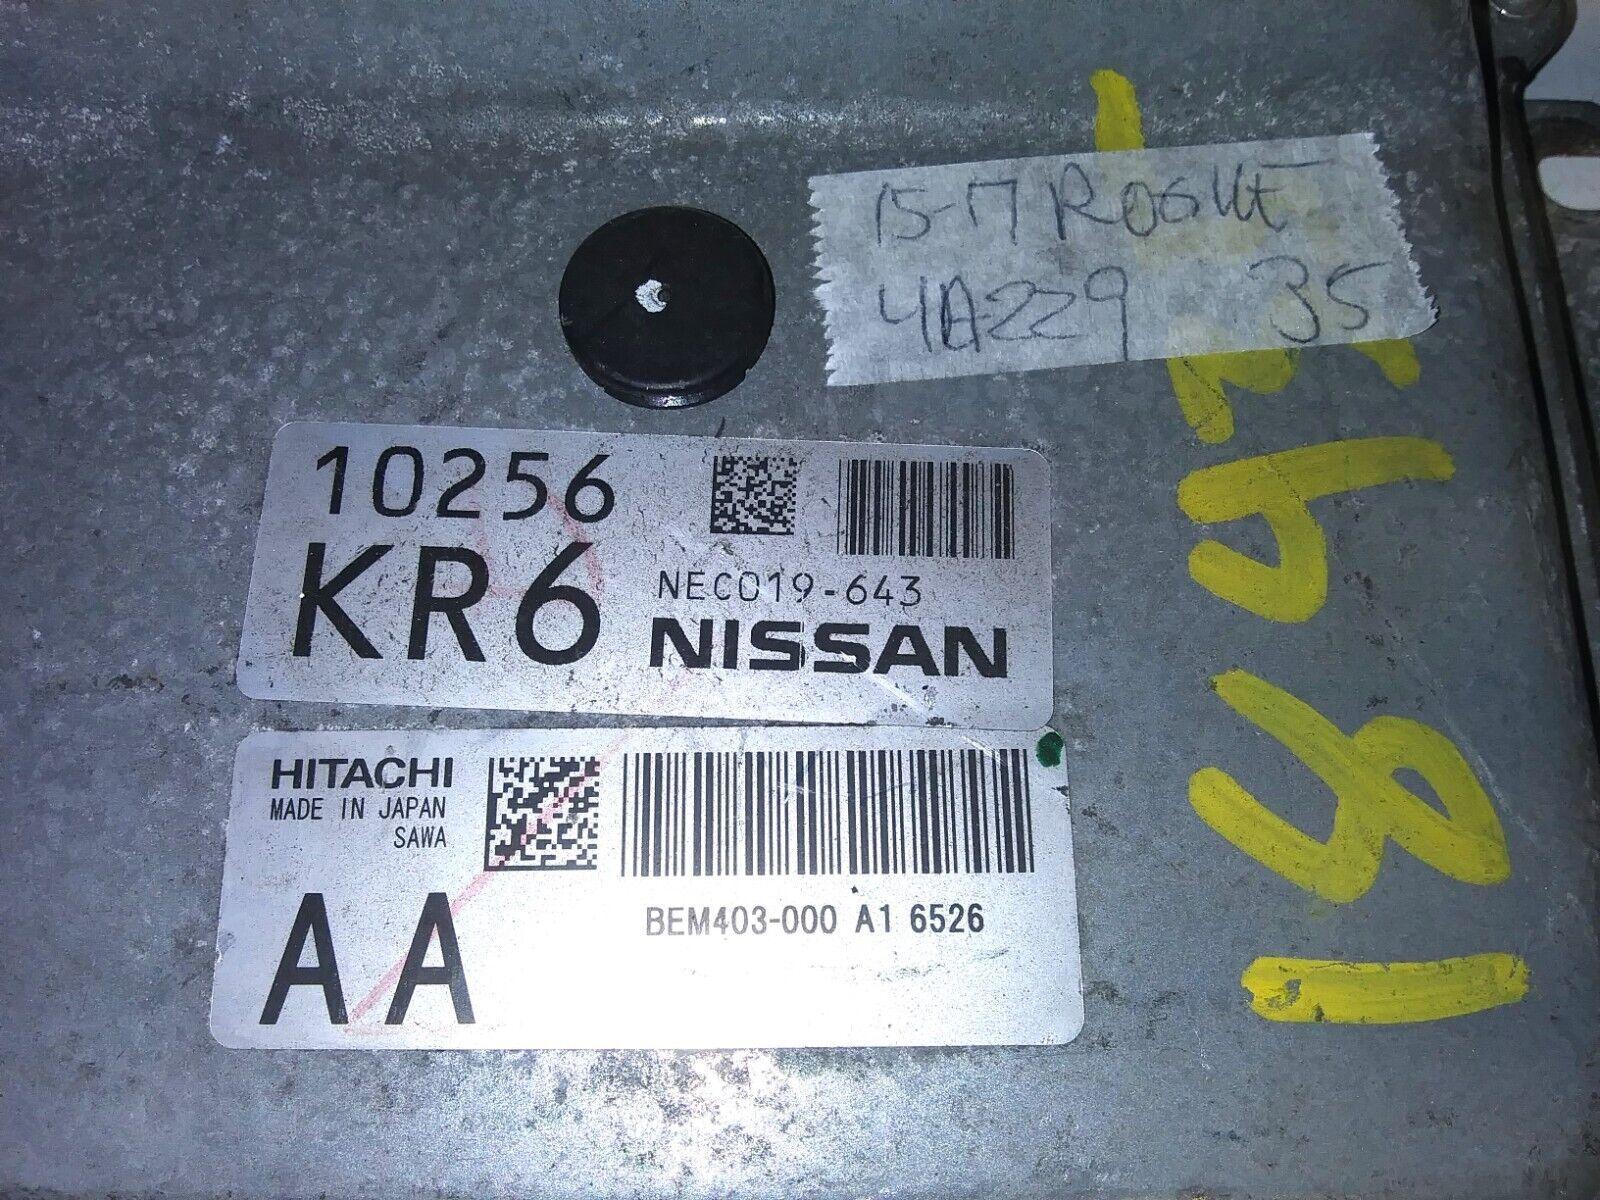 15-17 ROGUE
4A229 35
10256
KR6
NEC019-643
NISSAN
HITACHI
MADE IN JAPAN
SAWA
AA
BEM403-000 A1 6526